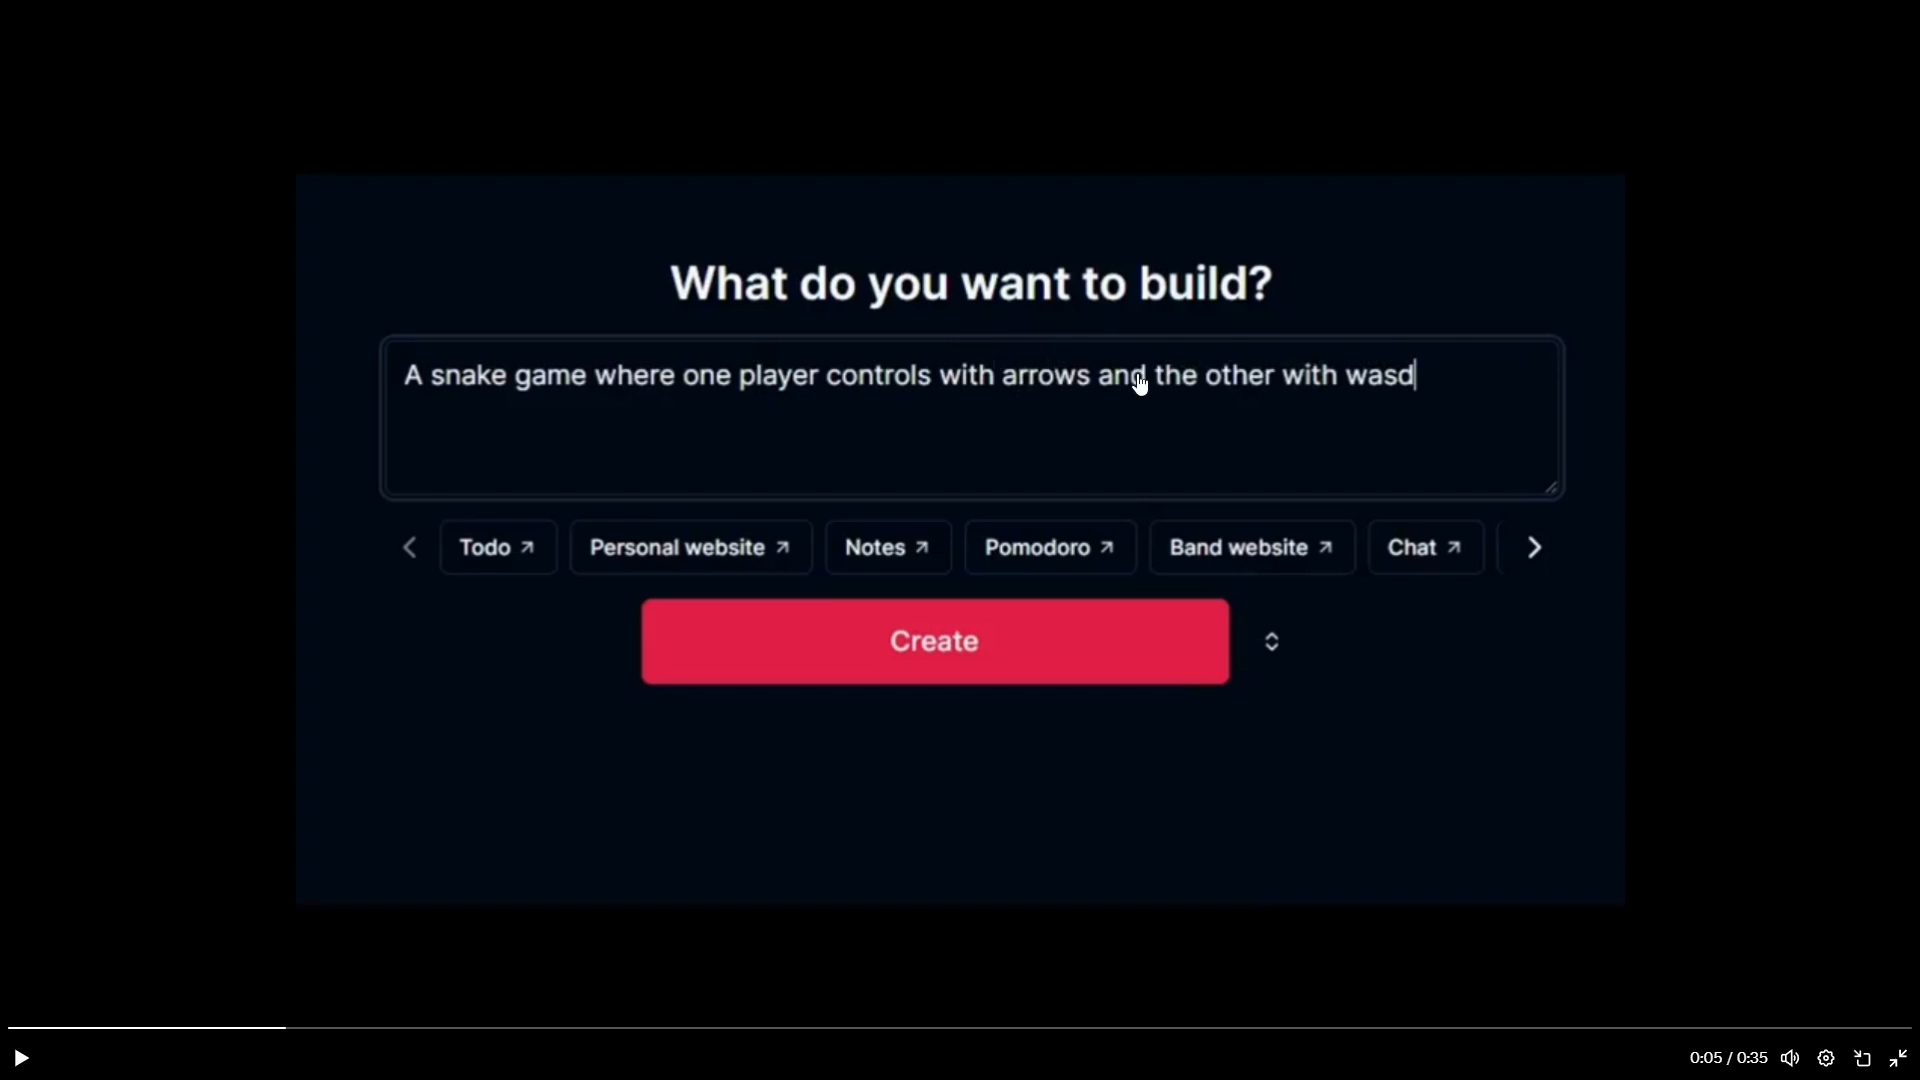 What do you want to build?
A snake game where one player controls with arrows and the other with wasd
Todo
Personal website
Notes
Pomodoro
Band website
Chat
Create
0:05 / 0:35